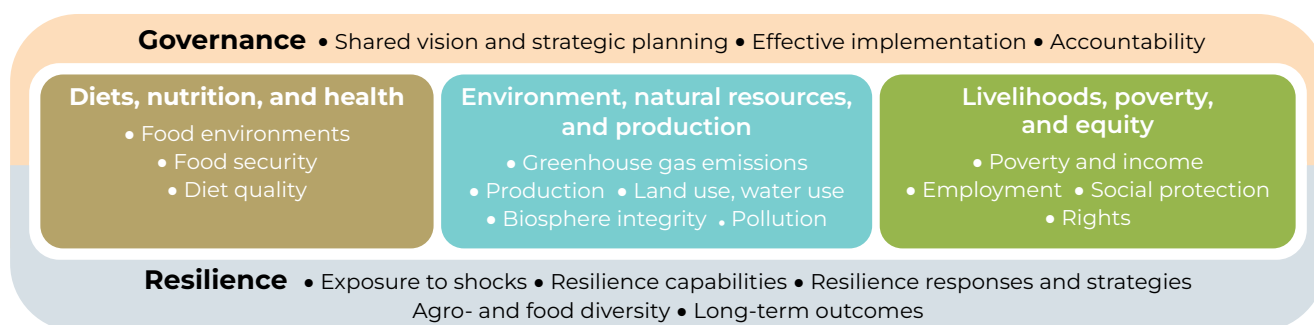 Governance • Shared vision and strategic planning • Effective implementation • Accountability
Diets, nutrition, and health
• Food environments
• Food security
• Diet quality
Environment, natural resources,
and production
• Greenhouse gas emissions
• Production • Land use, water use
• Biosphere integrity • Pollution
Livelihoods, poverty,
and equity
• Poverty and income
• Employment • Social protection
• Rights
Resilience • Exposure to shocks • Resilience capabilities • Resilience responses and strategies
Agro- and food diversity • Long-term outcomes